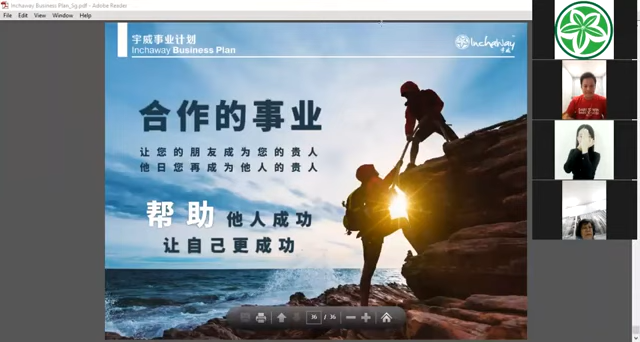 Inchaway Business Plan_Sg.pdf - Adobe Reader
File Edit View Window Help
宇威事业计划
Inchaway Business Plan
Inchaway
合作的事业
让您的朋友成为您的贵人
他日您再成为他人的贵人
帮助他人成功
让自己更成功
36 / 36